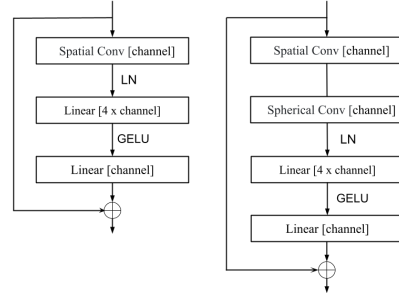 Spatial Conv [channel]
LN
Linear [4 x channel]
GELU
Linear [channel]
Spatial Conv [channel]
Spherical Conv [channel]
LN
Linear [4 x channel]
GELU
Linear [channel]